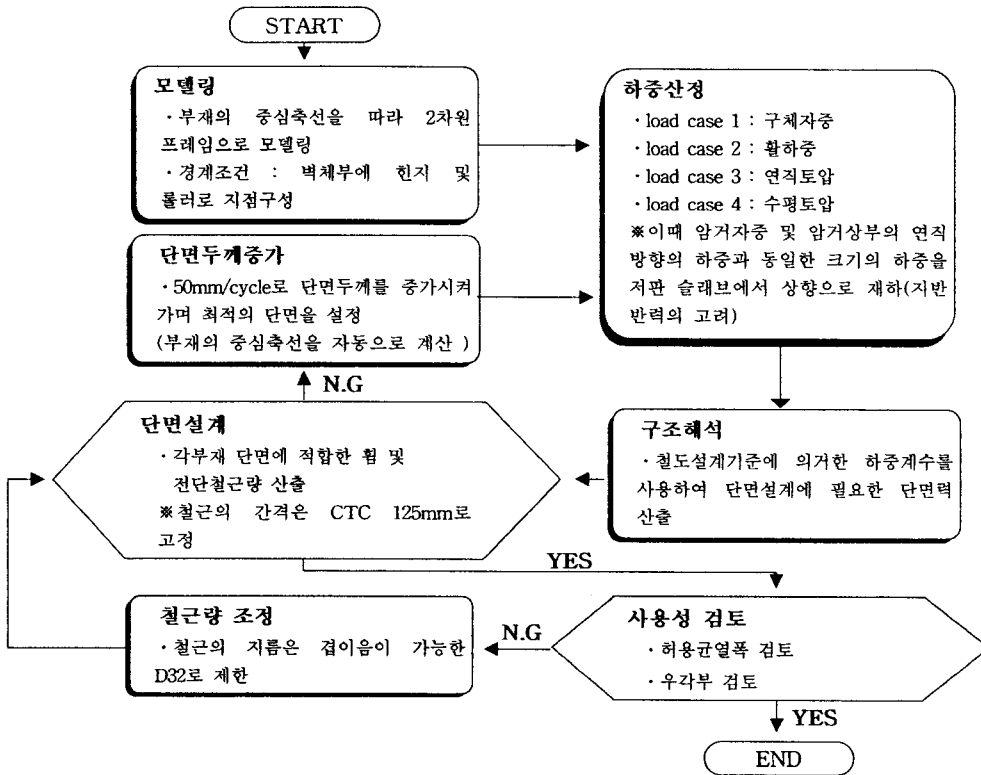 START
모델링
· 부재의 중심축선을 따라 2차원
프레임으로 모델링
· 경계조건 : 벽체부에 힌지 및
롤러로 지점구성
하중산정
· load case 1 : 구체자중
· load case 2 : 활하중
· load case 3 : 연직토압
· load case 4 : 수평토압
※이때 암거자중 및 암거상부의 연직
방향의 하중과 동일한 크기의 하중을
저판 슬래브에서 상향으로 재하(지반
반력의 고려)
단면두께증가
· 50mm/cycle로 단면두께를 증가시켜
가며 최적의 단면을 설정
(부재의 중심축선을 자동으로 계산 )
N.G
단면설계
· 각부재 단면에 적합한 휨 및
전단철근량 산출
※철근의 간격은 CTC 125mm로
고정
구조해석
· 철도설계기준에 의거한 하중계수를
사용하여 단면설계에 필요한 단면력
산출
YES
철근량 조정
· 철근의 지름은 겹이음이 가능한
D32로 제한
N.G
사용성 검토
· 허용균열폭 검토
· 우각부 검토
YES
END